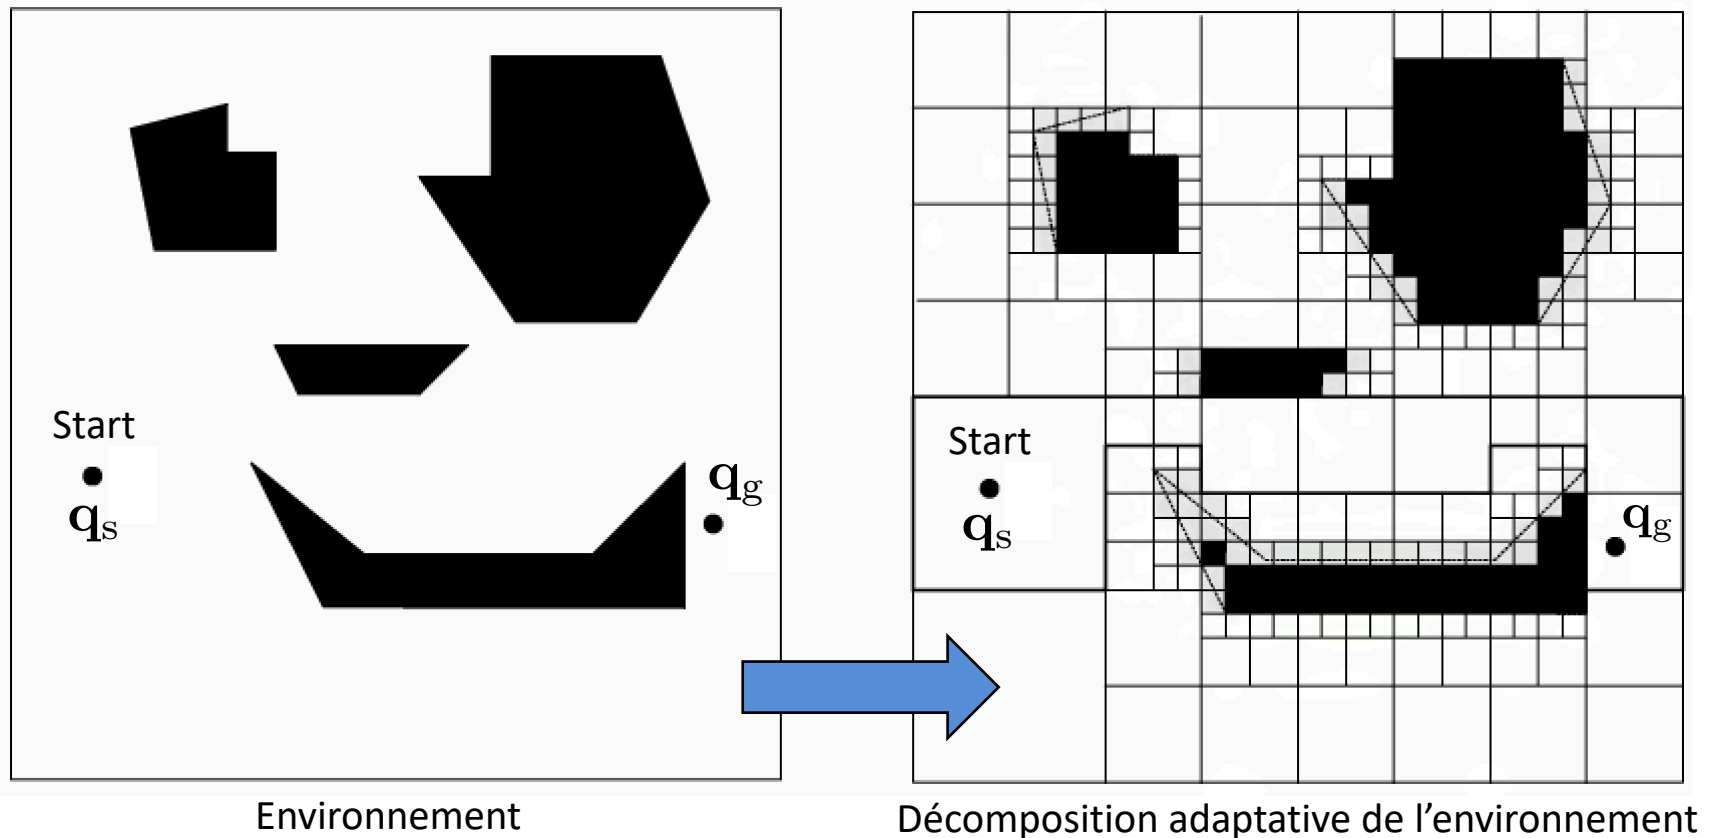 Start
qs
qg
Environnement
Start
qs
qg
Décomposition adaptative de l’environnement